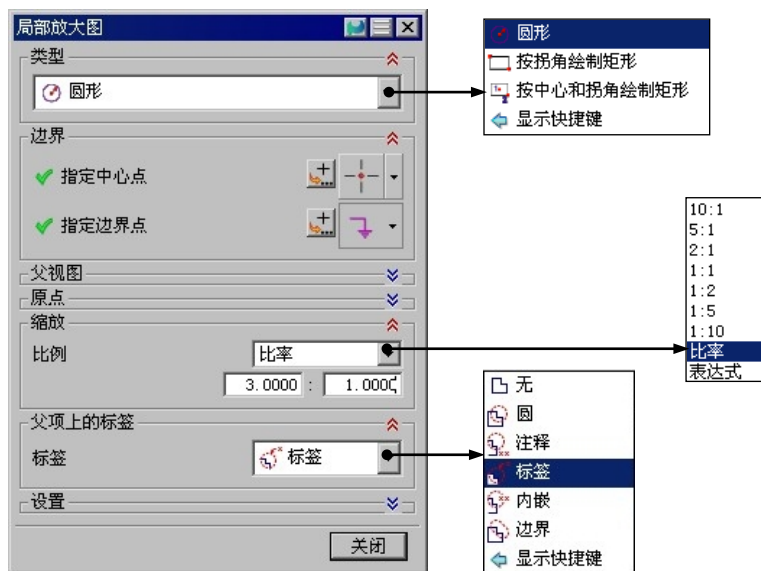 局部放大图
类型
圆形
边界
指定中心点
指定边界点
父视图
原点
缩放
比例
比率
3.0000 : 1.0000
父项上的标签
标签
标签
设置
关闭
圆形
按拐角绘制矩形
按中心和拐角绘制矩形
显示快捷键
10:1
5:1
2:1
1:1
1:2
1:5
1:10
比率
表达式
无
圆
注释
标签
内嵌
边界
显示快捷键